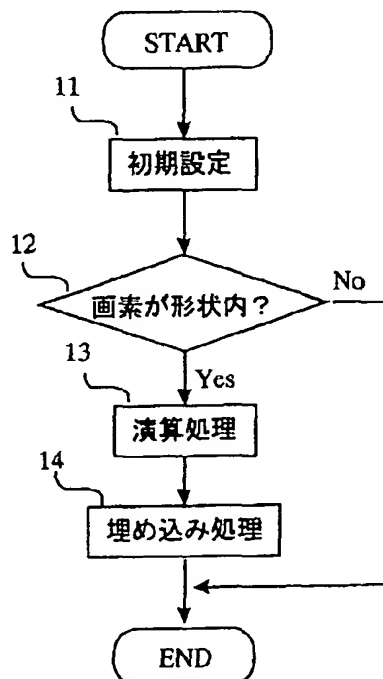 START
11
初期設定
12
画素が形状内？
No
13
Yes
演算処理
14
埋め込み処理
END